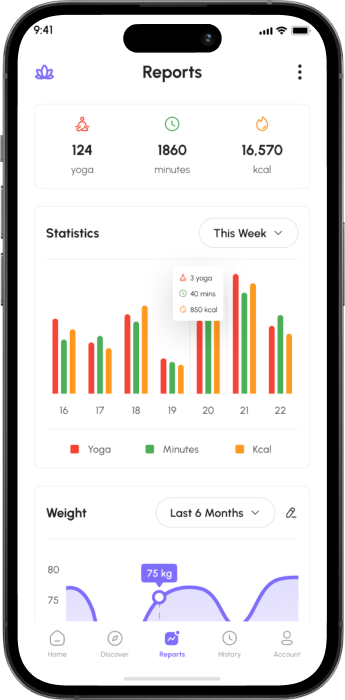 9:41
Reports
124 1860 16,570
yoga minutes kcal
Statistics This Week
3 yoga
40 mins
850 kcal
16 17 18 19 20 21 22
Yoga Minutes Kcal
Weight Last 6 Months
80
75 kg
75
Home Discover Reports History Account